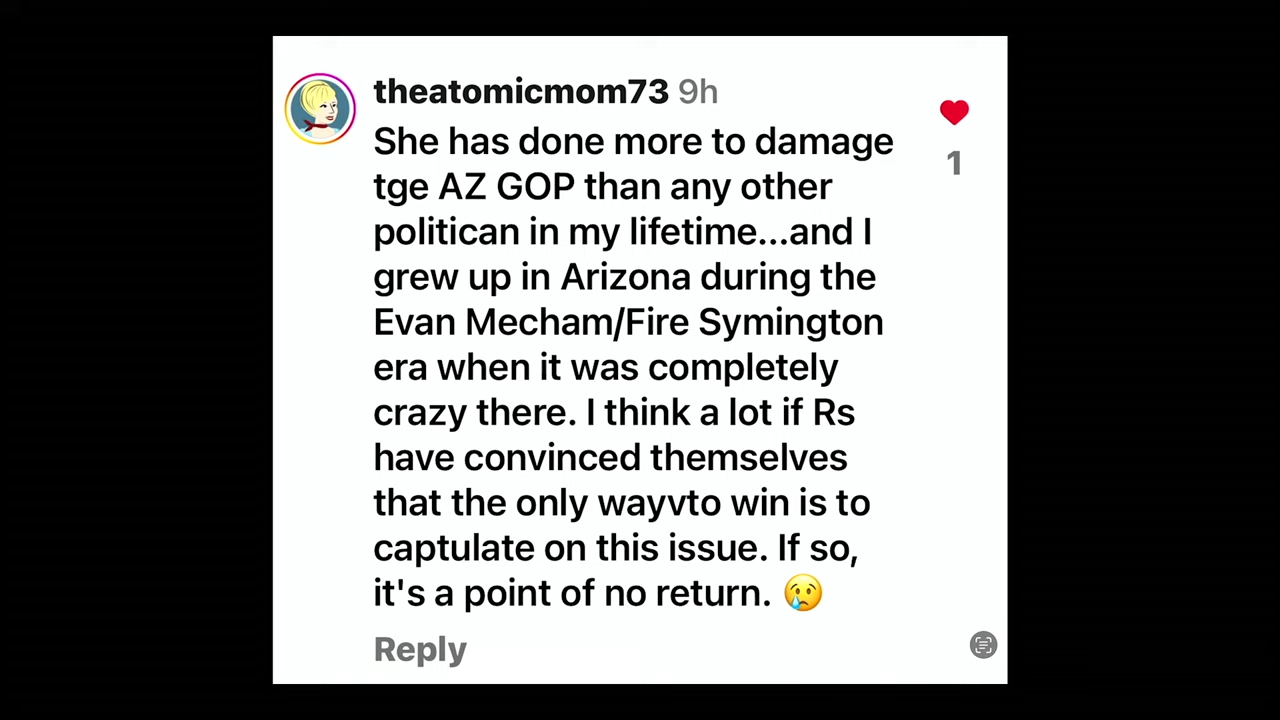 theatomicmom73 9h
She has done more to damage
tge AZ GOP than any other
politican in my lifetime...and I
grew up in Arizona during the
Evan Mecham/Fire Symington
era when it was completely
crazy there. I think a lot if Rs
have convinced themselves
that the only wayvto win is to
captulate on this issue. If so,
it's a point of no return. 😢
Reply
1